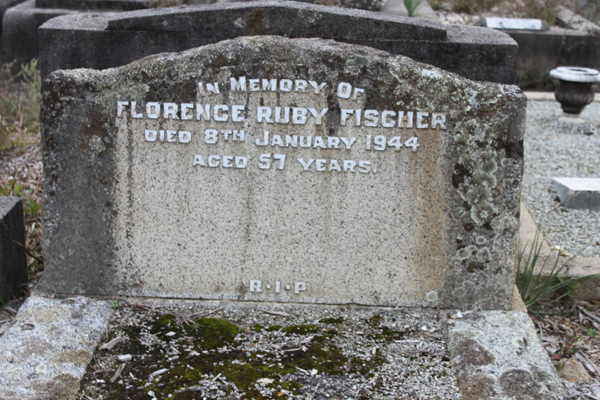 In Memory Of
FLORENCE RUBY FISCHER
DIED 8TH JANUARY 1944
AGED 57 YEARS.
R.I.P